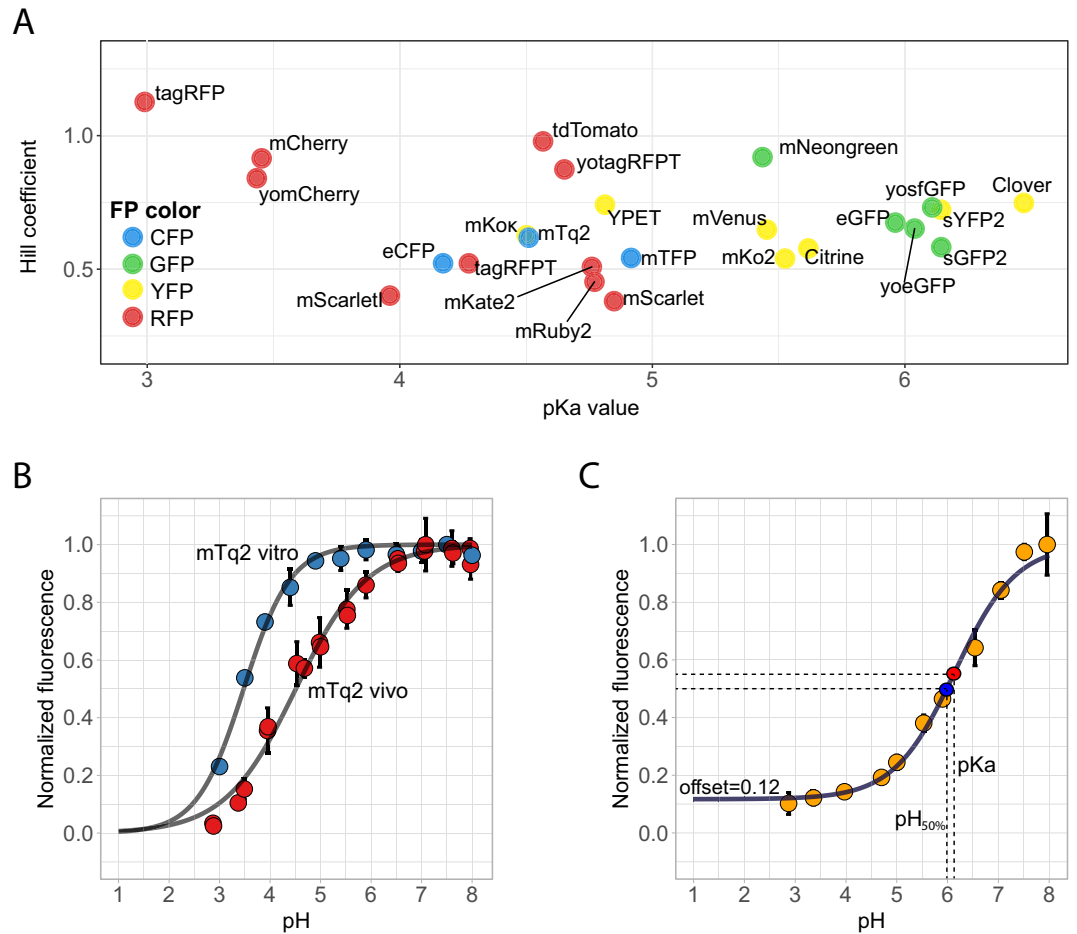 A
Hill coefficient
1.0
0.5
tagRFP
mCherry
yomCherry
tdTomato
yotagRFPT
mNeongreen
yosfGFP
Clover
YPET
mKoκ
mTq2
mVenus
eGFP
sYFP2
eCFP
tagRFPT
mTFP
mKo2
Citrine
sGFP2
mScarletI
mKate2
mScarlet
yoeGFP
mRuby2
FP color
CFP
GFP
YFP
RFP
3 4 5 6
pKa value
B
Normalized fluorescence
1.0
0.8
0.6
0.4
0.2
0.0
mTq2 vitro
mTq2 vivo
1 2 3 4 5 6 7 8
pH
C
Normalized fluorescence
1.0
0.8
0.6
0.4
0.2
0.0
offset=0.12
pKa
pH50%
1 2 3 4 5 6 7 8
pH